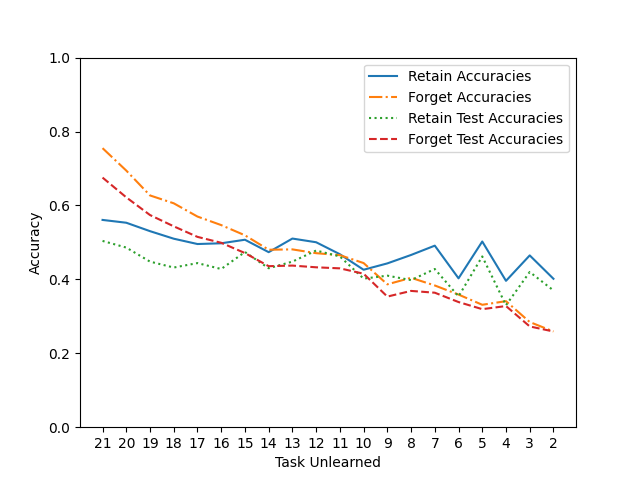 1.0
0.8
0.6
0.4
0.2
0.0
Accuracy
Retain Accuracies
Forget Accuracies
Retain Test Accuracies
Forget Test Accuracies
21 20 19 18 17 16 15 14 13 12 11 10 9 8 7 6 5 4 3 2
Task Unlearned